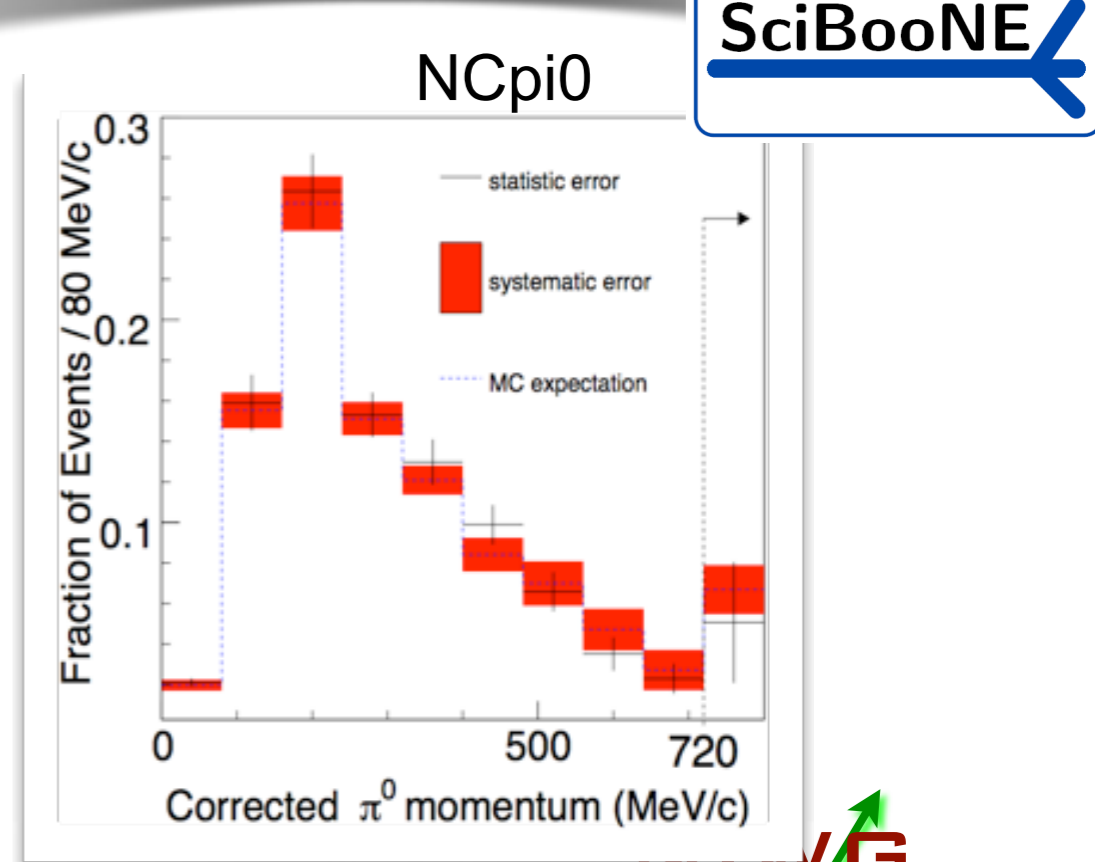 SciBooNE
NCpi0
0.3
0.2
0.1
Fraction of Events / 80 MeV/c
statistic error
systematic error
MC expectation
0 500 720
Corrected π⁰ momentum (MeV/c)